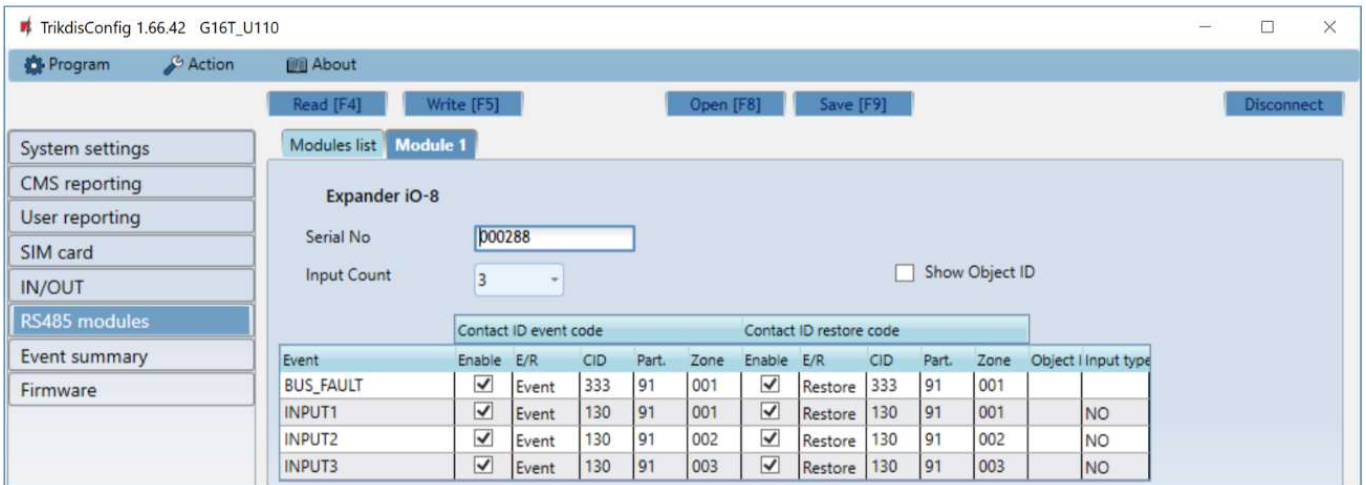 TrikdisConfig 1.66.42 G16T_U110
Program Action About
Read [F4] Write [F5] Open [F8] Save [F9] Disconnect
System settings
CMS reporting
User reporting
SIM card
IN/OUT
RS485 modules
Event summary
Firmware
Modules list Module 1
Expander iO-8
Serial No 000288
Input Count 3 Show Object ID
Contact ID event code Contact ID restore code
Event Enable E/R CID Part. Zone Enable E/R CID Part. Zone Object I Input type
BUS_FAULT Event 333 91 001 Restore 333 91 001
INPUT1 Event 130 91 001 Restore 130 91 001 NO
INPUT2 Event 130 91 002 Restore 130 91 002 NO
INPUT3 Event 130 91 003 Restore 130 91 003 NO